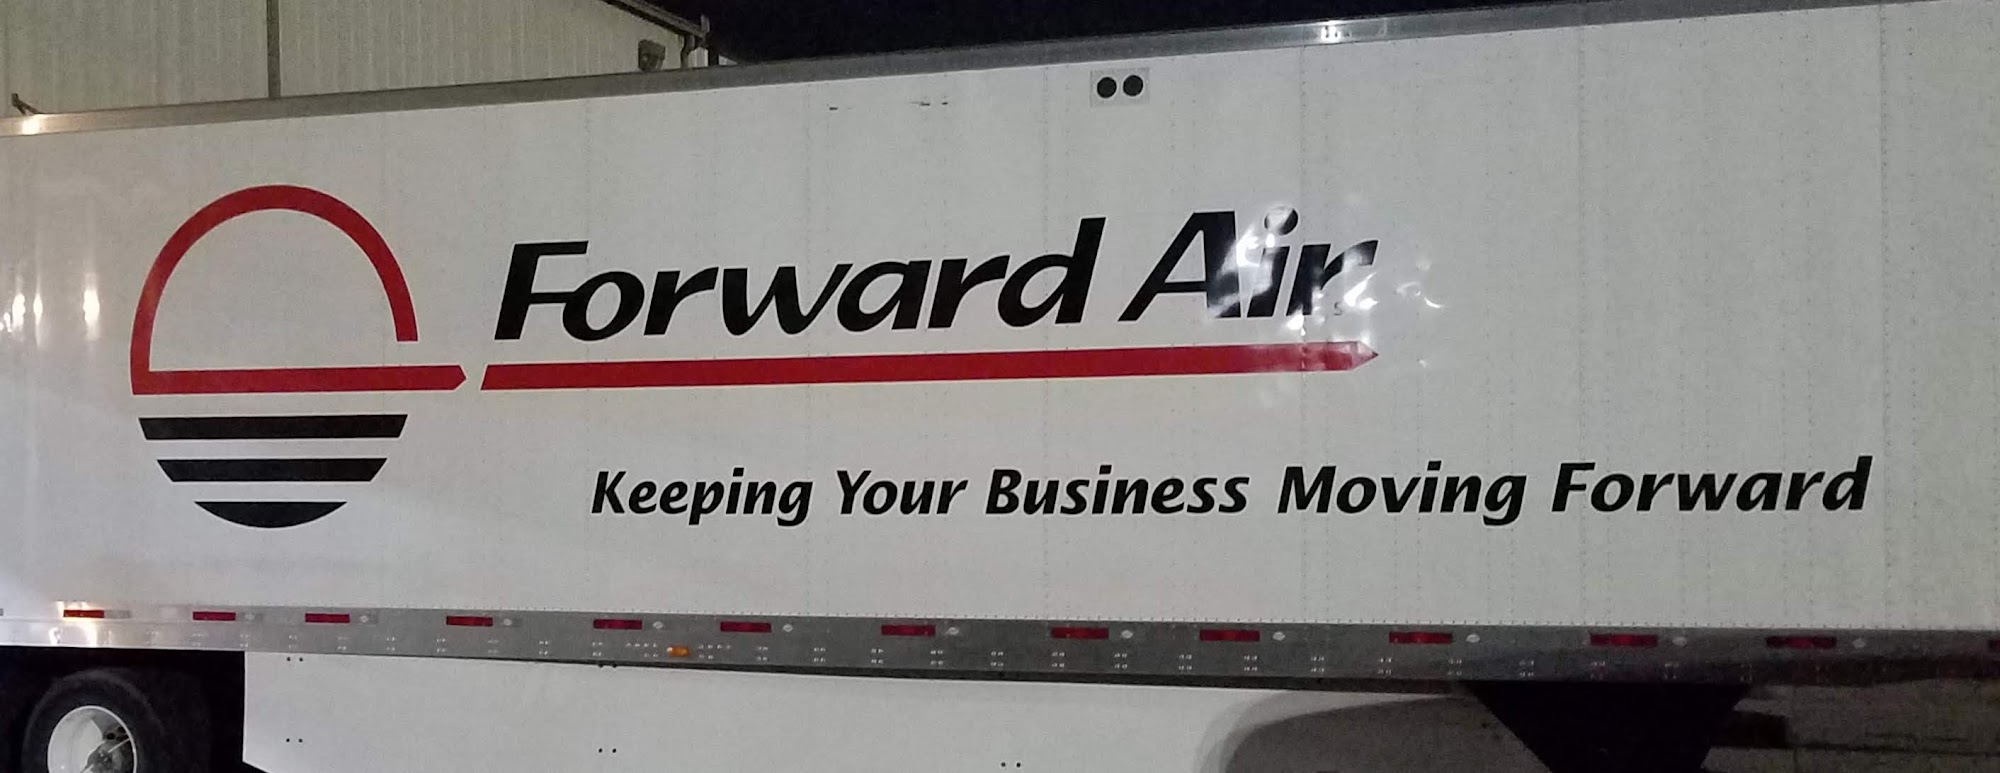 Forward Air
Keeping Your Business Moving Forward